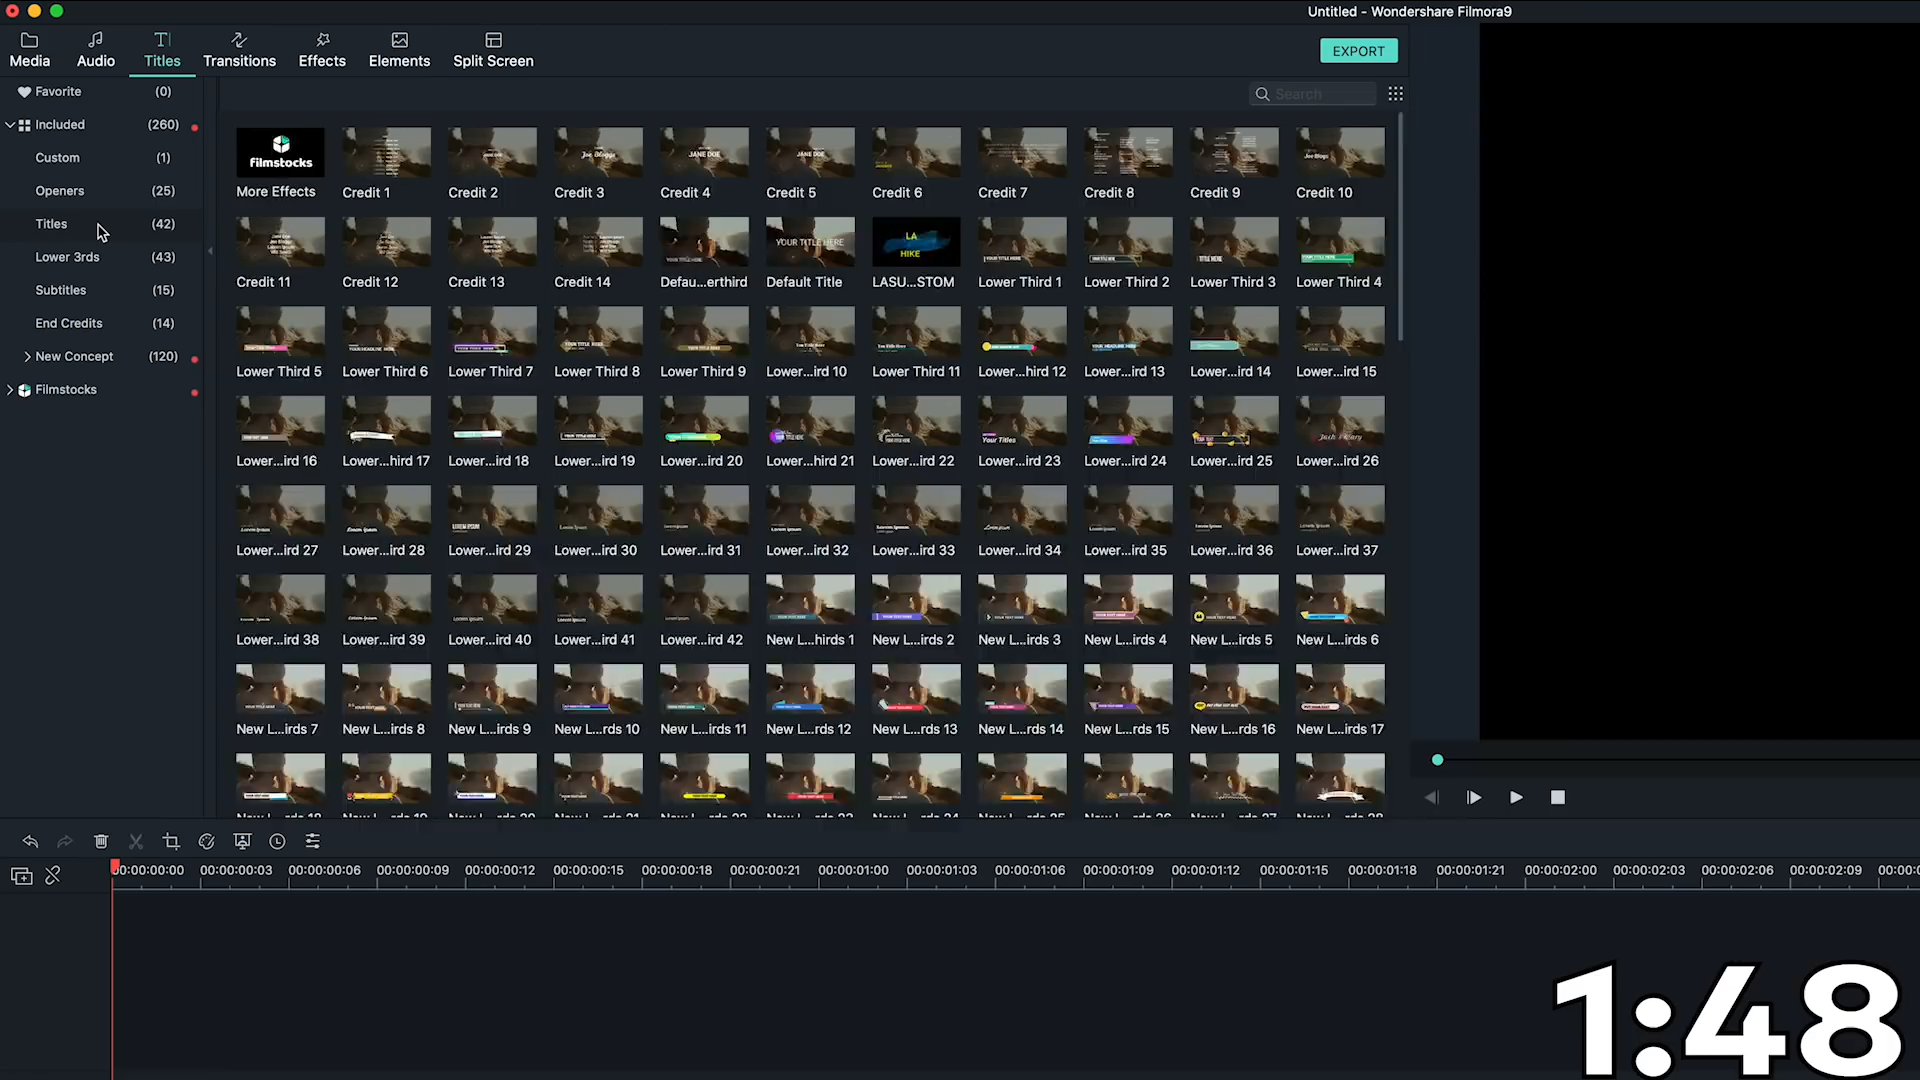 Untitled - Wondershare Filmora9
Media Audio Titles Transitions Effects Elements Split Screen EXPORT
Favorite (0)
Search
Included (260)
Custom (1)
Openers (25)
Titles (42)
Lower 3rds (43)
Subtitles (15)
End Credits (14)
New Concept (120)
Filmstocks
filmstocks
JANE DOE
JANE DOE
More Effects Credit 1 Credit 2 Credit 3 Credit 4 Credit 5 Credit 6 Credit 7 Credit 8 Credit 9 Credit 10
YOUR TITLE HERE
LA
HIKE
Credit 11 Credit 12 Credit 13 Credit 14 Defau...erthird Default Title LASU...STOM Lower Third 1 Lower Third 2 Lower Third 3 Lower Third 4
Lower Third 5 Lower Third 6 Lower Third 7 Lower Third 8 Lower Third 9 Lower...ird 10 Lower Third 11 Lower...hird 12 Lower...ird 13 Lower...ird 14 Lower...ird 15
Your Titles
Lower...ird 16 Lower...hird 17 Lower...ird 18 Lower...ird 19 Lower...ird 20 Lower...hird 21 Lower...ird 22 Lower...ird 23 Lower...ird 24 Lower...ird 25 Lower...ird 26
Lower...ird 27 Lower...ird 28 Lower...ird 29 Lower...ird 30 Lower...ird 31 Lower...ird 32 Lower...ird 33 Lower...ird 34 Lower...ird 35 Lower...ird 36 Lower...ird 37
Lower...ird 38 Lower...ird 39 Lower...ird 40 Lower...ird 41 Lower...ird 42 New L...hirds 1 New L...irds 2 New L...irds 3 New L...irds 4 New L...irds 5 New L...irds 6
New L...irds 7 New L...irds 8 New L...irds 9 New L...rds 10 New L...irds 11 New L...rds 12 New L...rds 13 New L...rds 14 New L...rds 15 New L...rds 16 New L...irds 17
00:00:00:00 00:00:00:03 00:00:00:06 00:00:00:09 00:00:00:12 00:00:00:15 00:00:00:18 00:00:00:21 00:00:01:00 00:00:01:03 00:00:01:06 00:00:01:09 00:00:01:12 00:00:01:15 00:00:01:18 00:00:01:21 00:00:02:00 00:00:02:03 00:00:02:06 00:00:02:09
1:48